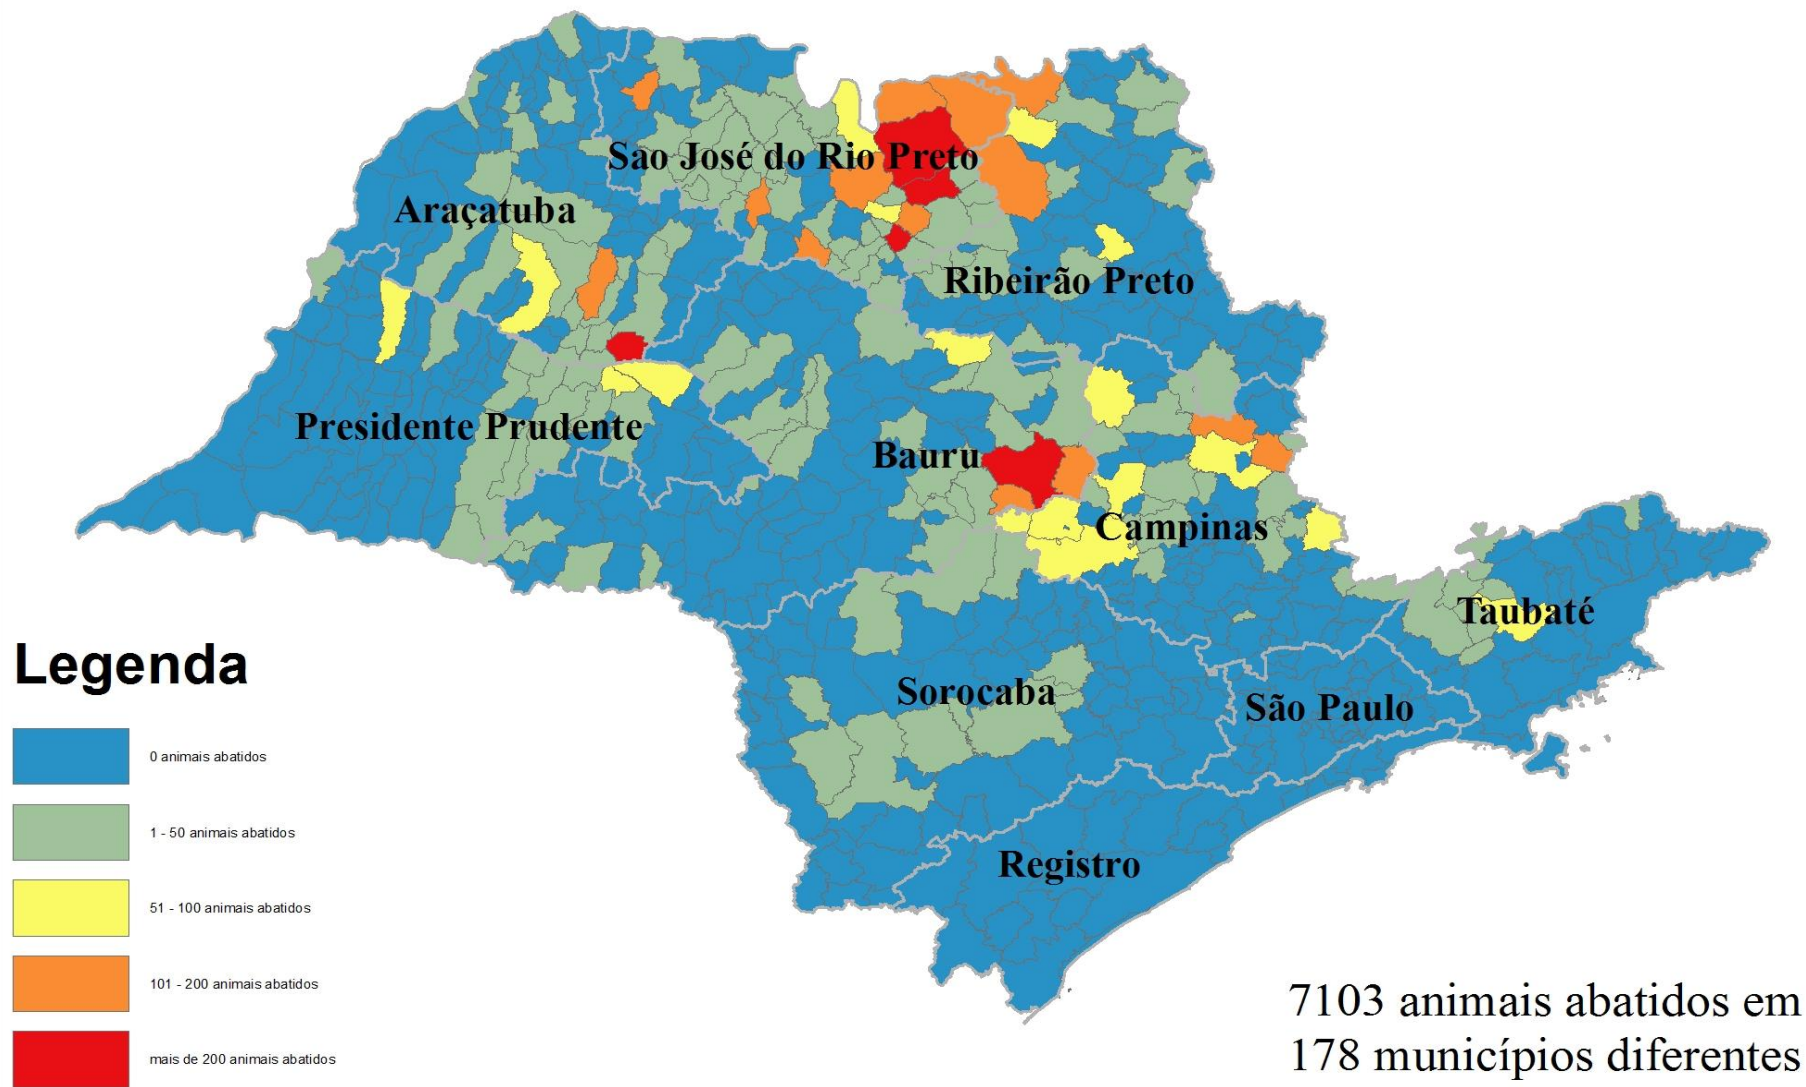 Sao José do Rio Preto
Araçatuba
Ribeirão Preto
Presidente Prudente
Bauru
Campinas
Taubaté
Sorocaba
São Paulo
Registro
Legenda
0 animais abatidos
1 - 50 animais abatidos
51 - 100 animais abatidos
101 - 200 animais abatidos
mais de 200 animais abatidos
7103 animais abatidos em
178 municípios diferentes